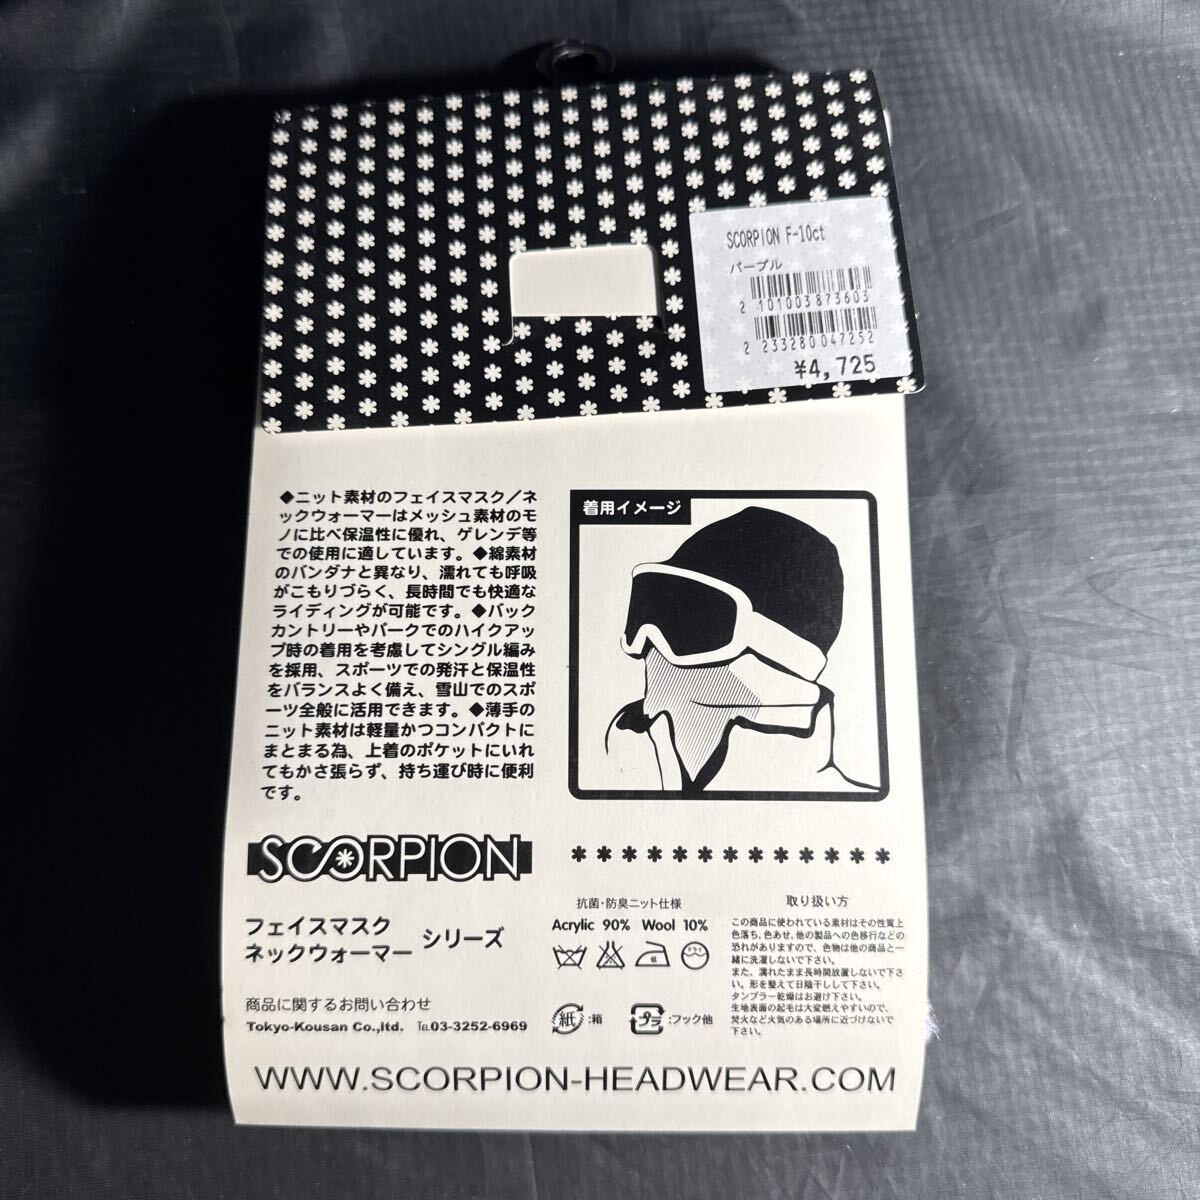 SCORPION F-10ct
パープル
2 101003873603
2 233280047252
¥4,725
◆ニット素材のフェイスマスク/ネ
ックウォーマーはメッシュ素材のモ
ノに比べ保温性に優れ、ゲレンデ等
での使用に適しています。◆綿素材
のバンダナと異なり、濡れても呼吸
がこもりづらく、長時間でも快適な
ライディングが可能です。◆バック
カントリーやパークでのハイクアッ
プ時の着用を考慮してシングル編み
を採用、スポーツでの発汗と保温性
をバランスよく備え、雪山でのスポ
ーツ全般に活用できます。◆薄手の
ニット素材は軽量かつコンパクトに
まとまる為、上着のポケットにいれ
てもかさ張らず、持ち運び時に便利
です。
着用イメージ
SCORPION
フェイスマスク
ネックウォーマー シリーズ
商品に関するお問い合わせ
Tokyo-Kousan Co.,ltd. TEL03-3252-6969
抗菌・防臭ニット仕様
Acrylic 90% Wool 10%
ドライ
紙:箱
プラ:フック他
取り扱い方
この商品に使われている素材はその性質上
色落ち,色あせ,他の製品への色移行などの
恐れがありますので、色物は他の商品と一
緒に洗濯しないで下さい。
また、濡れたまま長時間放置しないで下さ
い。形を整えて日陰干しして下さい。
タンブラー乾燥はお避け下さい。
生地表面の起毛は大変燃えやすいので、
焚火など火気のある場所に近づけないで
下さい。
WWW.SCORPION-HEADWEAR.COM